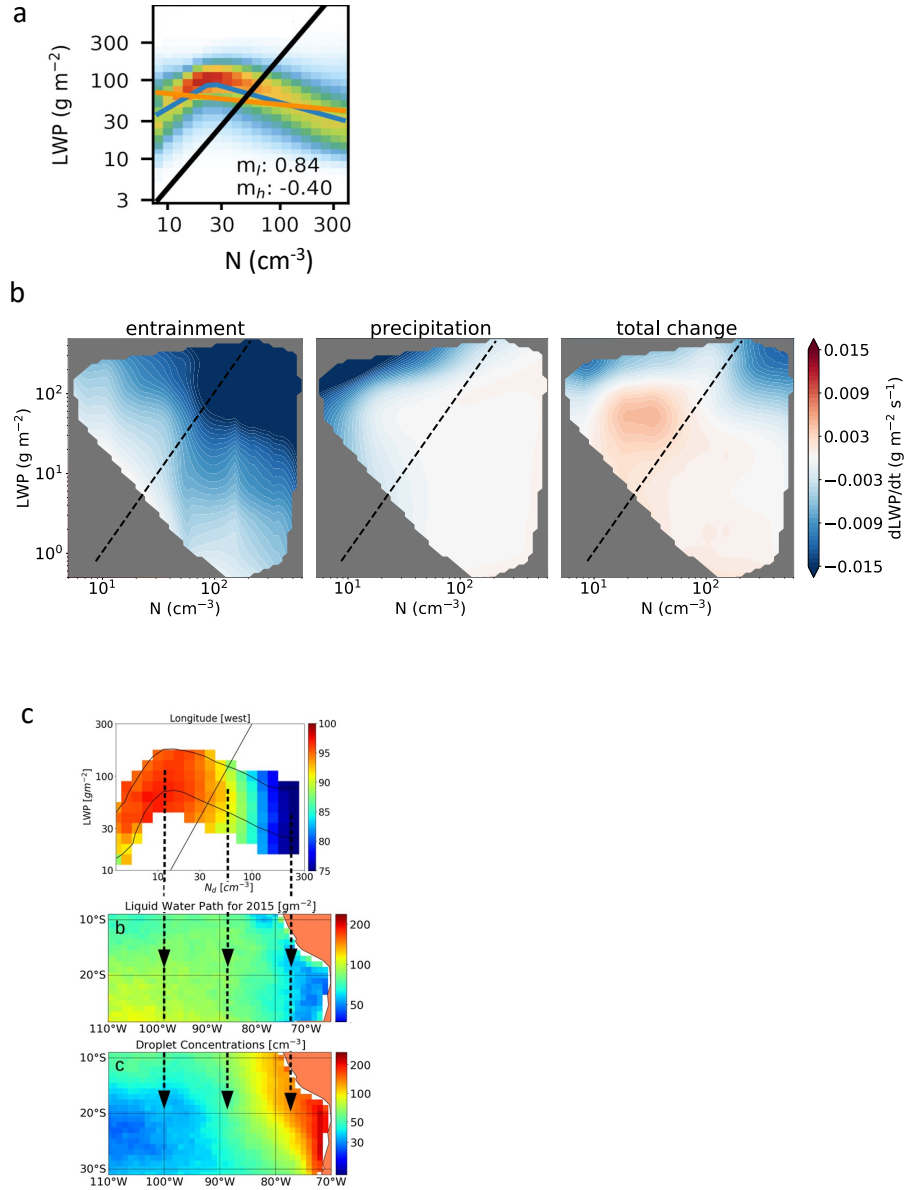 a
300
100
30
10
3
LWP (g m⁻²)
mₗ: 0.84
mₕ: -0.40
10 30 100 300
N (cm⁻³)
b
entrainment precipitation total change
10²
10¹
10⁰
LWP (g m⁻²)
10¹ 10² 10¹ 10² 10¹ 10²
N (cm⁻³) N (cm⁻³) N (cm⁻³)
0.015
0.009
0.003
−0.003
−0.009
−0.015
dLWP/dt (g m⁻² s⁻¹)
c
Longitude [west]
300
100
30
10
LWP [gm⁻²]
10 30 100 300
N_d [cm⁻³]
100
95
90
85
80
75
Liquid Water Path for 2015 [gm⁻²]
b
10°S
20°S
110°W 100°W 90°W 80°W 70°W
200
100
50
Droplet Concentrations [cm⁻³]
c
10°S
20°S
30°S
110°W 100°W 90°W 80°W 70°W
200
100
50
30